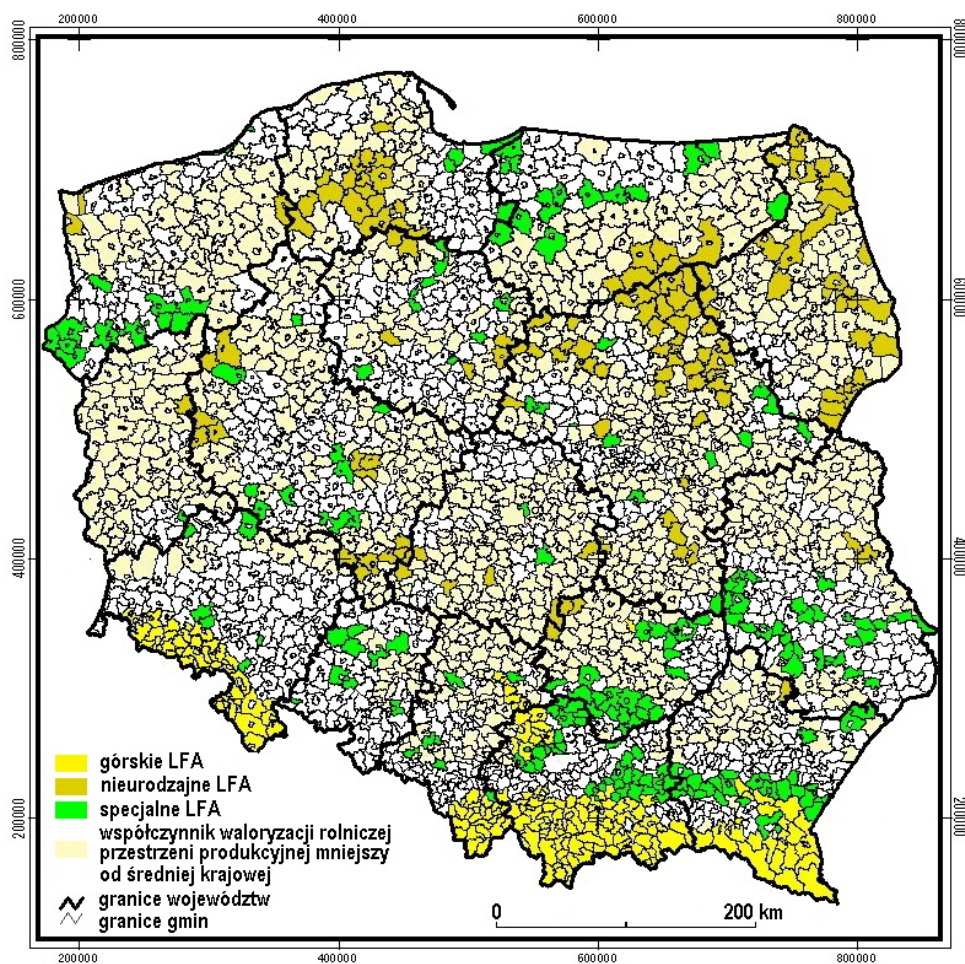 200000 400000 600000 800000
800000 800000
600000 600000
400000 400000
200000 200000
górskie LFA
nieurodzajne LFA
specjalne LFA
współczynnik waloryzacji rolniczej
przestrzeni produkcyjnej mniejszy
od średniej krajowej
granice województw
granice gmin
0 200 km
200000 400000 600000 800000